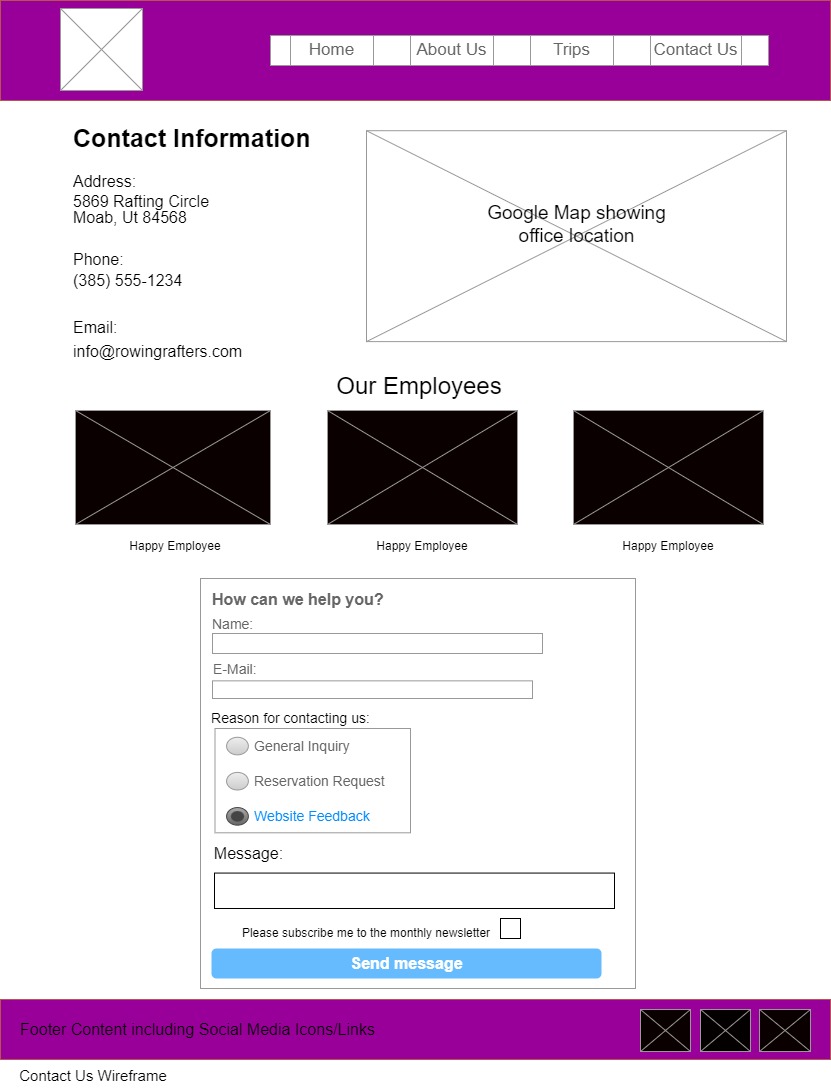 Home About Us Trips Contact Us
Contact Information
Address:
5869 Rafting Circle
Moab, Ut 84568
Phone:
(385) 555-1234
Email:
info@rowingrafters.com
Google Map showing
office location
Our Employees
Happy Employee Happy Employee Happy Employee
How can we help you?
Name:
E-Mail:
Reason for contacting us:
General Inquiry
Reservation Request
Website Feedback
Message:
Please subscribe me to the monthly newsletter
Send message
Footer Content including Social Media Icons/Links
Contact Us Wireframe